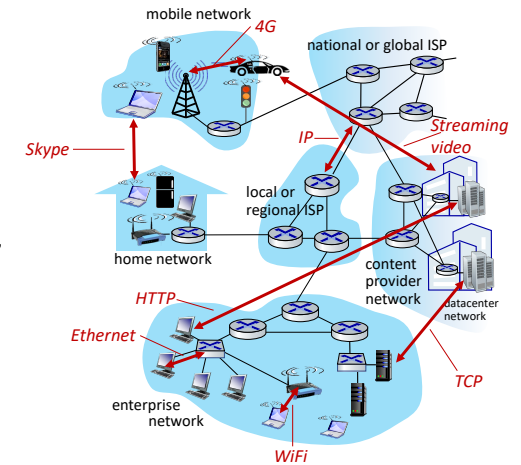 mobile network
4G
national or global ISP
Streaming
video
IP
Skype
local or
regional ISP
home network
content
provider
network
datacenter
network
HTTP
Ethernet
TCP
enterprise
network
WiFi